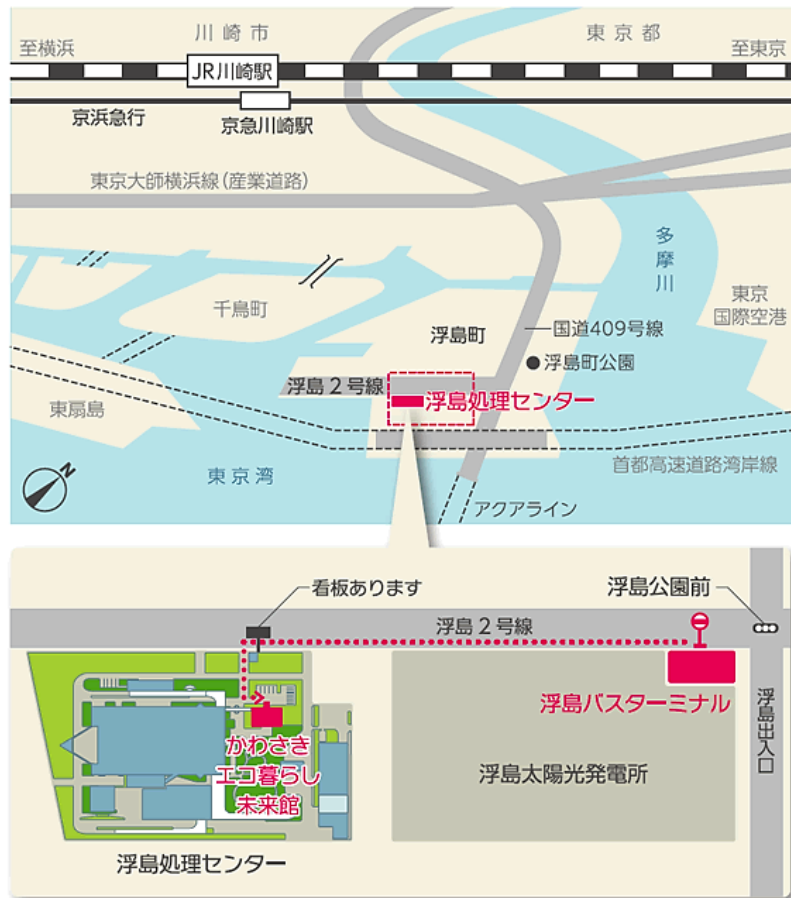 川崎市
東京都
至横浜
至東京
JR川崎駅
京浜急行
京急川崎駅
東京大師横浜線(産業道路)
多摩川
東京
国際空港
千鳥町
浮島町
国道409号線
浮島町公園
浮島2号線
浮島処理センター
東扇島
東京湾
首都高速道路湾岸線
アクアライン
N
看板あります
浮島公園前
浮島2号線
浮島バスターミナル
浮島出入口
かわさき
エコ暮らし
未来館
浮島太陽光発電所
浮島処理センター